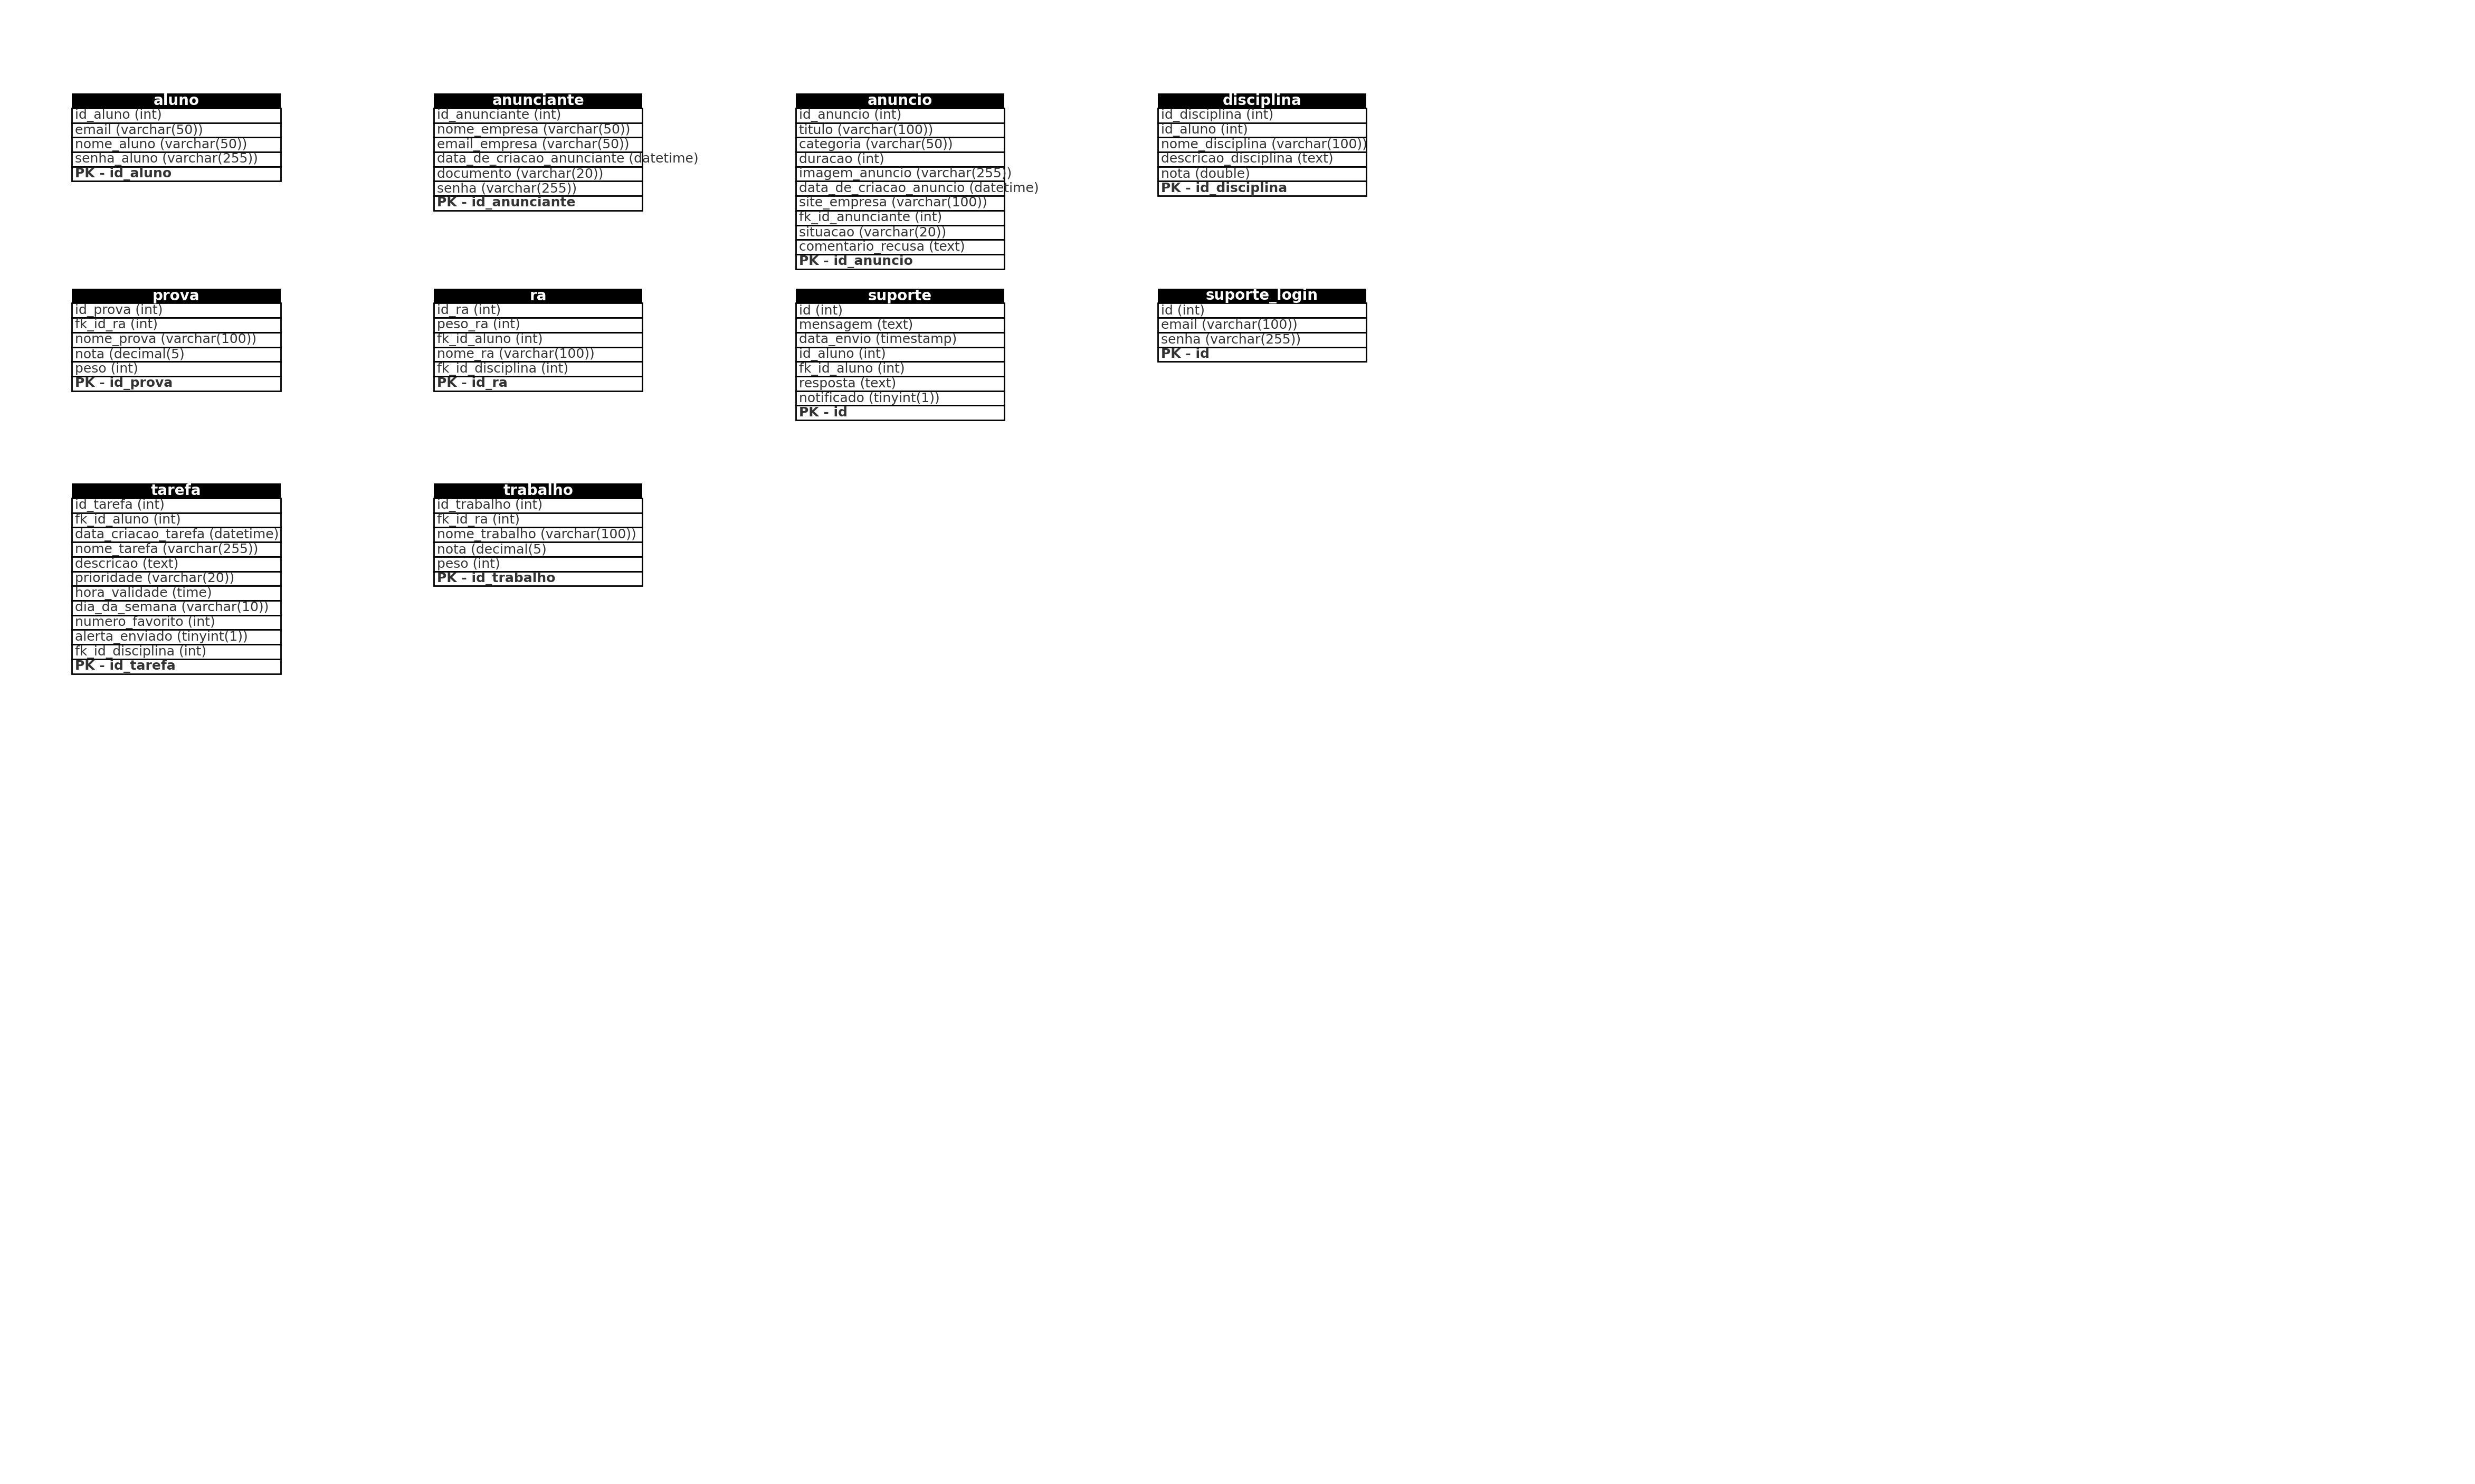 aluno
id_aluno (int)
email (varchar(50))
nome_aluno (varchar(50))
senha_aluno (varchar(255))
PK - id_aluno
anunciante
id_anunciante (int)
nome_empresa (varchar(50))
email_empresa (varchar(50))
data_de_criacao_anunciante (datetime)
documento (varchar(20))
senha (varchar(255))
PK - id_anunciante
anuncio
id_anuncio (int)
titulo (varchar(100))
categoria (varchar(50))
duracao (int)
imagem_anuncio (varchar(255))
data_de_criacao_anuncio (datetime)
site_empresa (varchar(100))
fk_id_anunciante (int)
situacao (varchar(20))
comentario_recusa (text)
PK - id_anuncio
disciplina
id_disciplina (int)
id_aluno (int)
nome_disciplina (varchar(100))
descricao_disciplina (text)
nota (double)
PK - id_disciplina
prova
id_prova (int)
fk_id_ra (int)
nome_prova (varchar(100))
nota (decimal(5)
peso (int)
PK - id_prova
ra
id_ra (int)
peso_ra (int)
fk_id_aluno (int)
nome_ra (varchar(100))
fk_id_disciplina (int)
PK - id_ra
suporte
id (int)
mensagem (text)
data_envio (timestamp)
id_aluno (int)
fk_id_aluno (int)
resposta (text)
notificado (tinyint(1))
PK - id
suporte_login
id (int)
email (varchar(100))
senha (varchar(255))
PK - id
tarefa
id_tarefa (int)
fk_id_aluno (int)
data_criacao_tarefa (datetime)
nome_tarefa (varchar(255))
descricao (text)
prioridade (varchar(20))
hora_validade (time)
dia_da_semana (varchar(10))
numero_favorito (int)
alerta_enviado (tinyint(1))
fk_id_disciplina (int)
PK - id_tarefa
trabalho
id_trabalho (int)
fk_id_ra (int)
nome_trabalho (varchar(100))
nota (decimal(5)
peso (int)
PK - id_trabalho